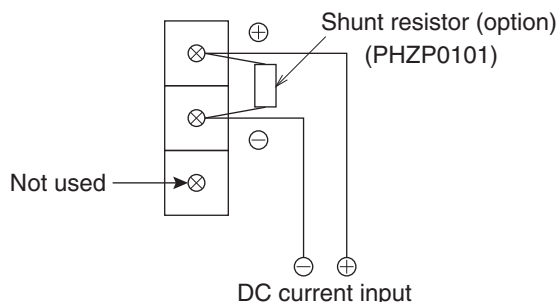 Shunt resistor (option)
(PHZP0101)
Not used
DC current input